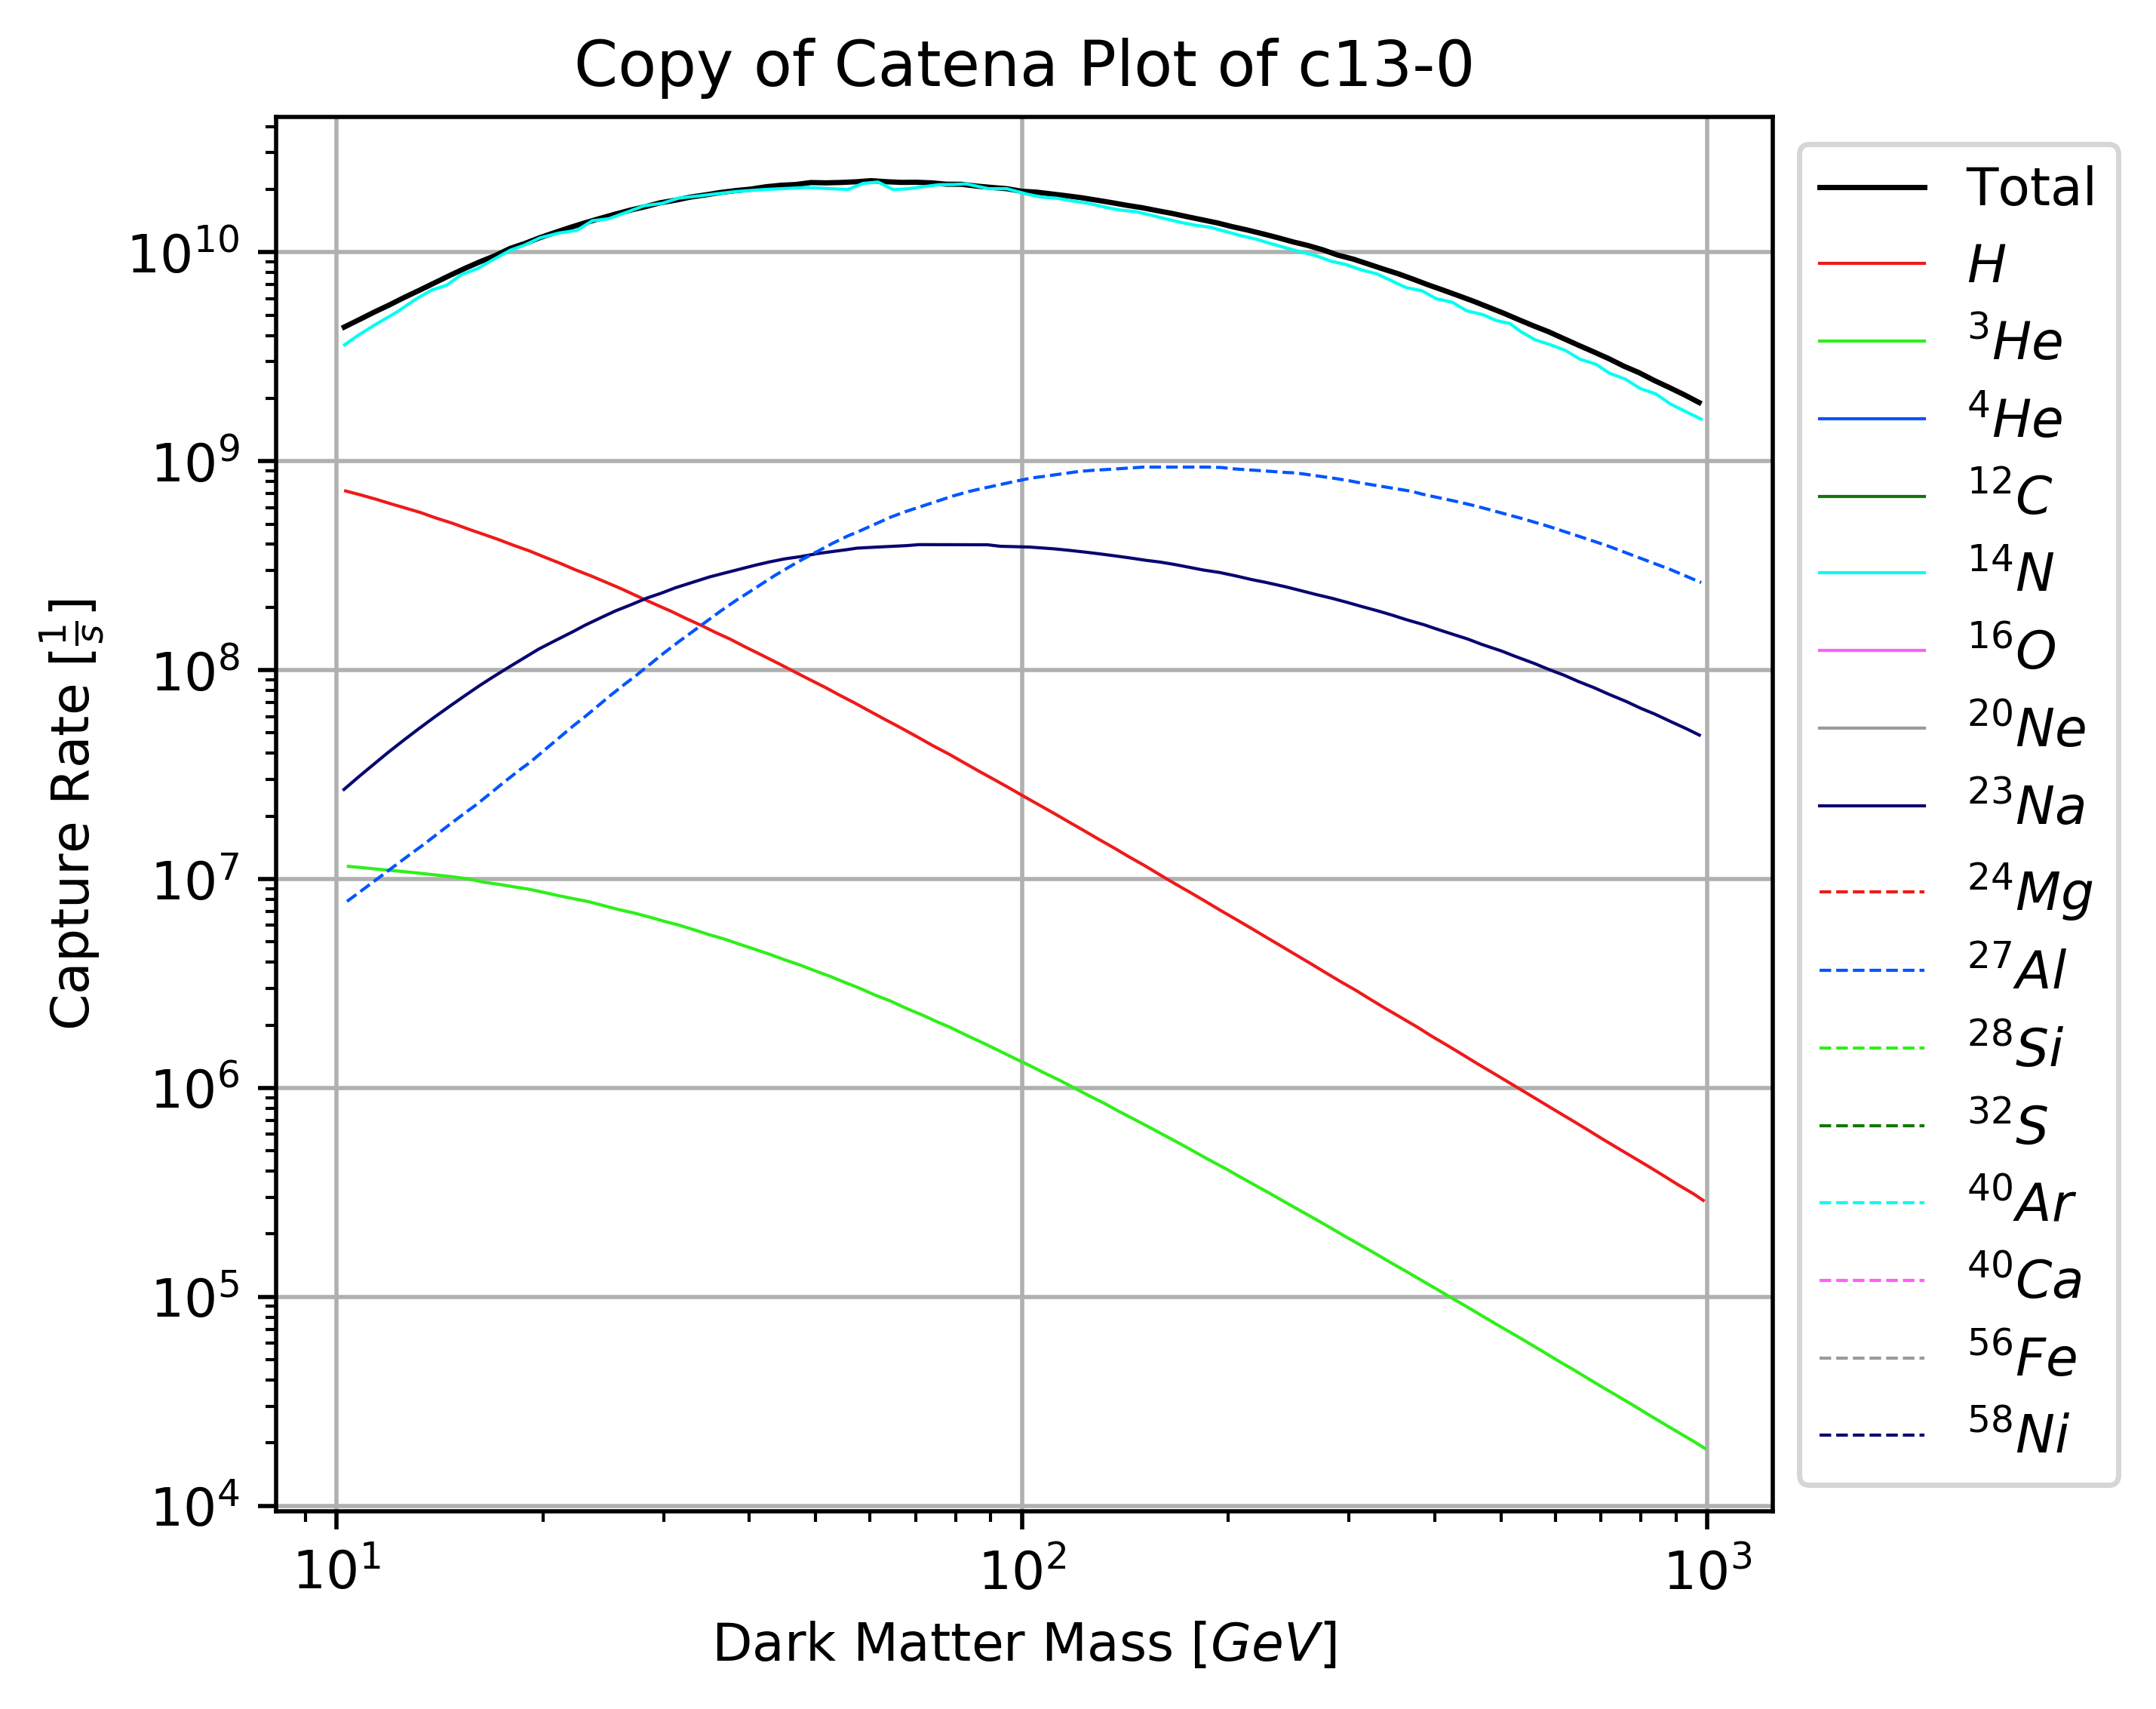 Copy of Catena Plot of c13-0
Capture Rate [1/s]
10^10
10^9
10^8
10^7
10^6
10^5
10^4
10^1
10^2
10^3
Dark Matter Mass [GeV]
Total
H
^3He
^4He
^12C
^14N
^16O
^20Ne
^23Na
^24Mg
^27Al
^28Si
^32S
^40Ar
^40Ca
^56Fe
^58Ni